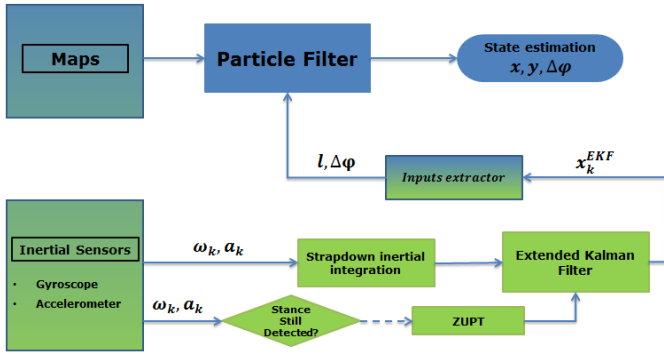 Maps
Particle Filter
State estimation
x, y, Δφ
l, Δφ
Inputs extractor
x_k^{EKF}
Inertial Sensors
• Gyroscope
• Accelerometer
ω_k, a_k
Strapdown inertial
integration
Extended Kalman
Filter
ω_k, a_k
Stance
Still
Detected?
ZUPT